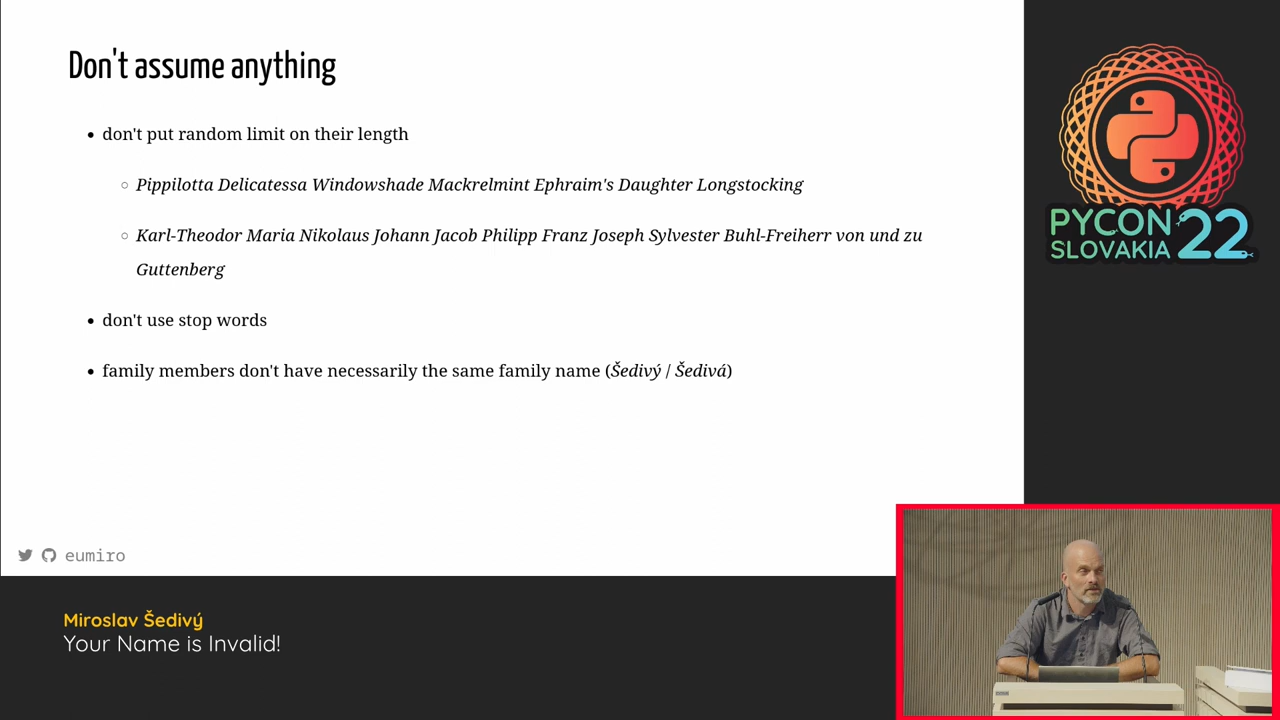 Don't assume anything
don't put random limit on their length
Pippilotta Delicatessa Windowshade Mackrelmint Ephraim's Daughter Longstocking
Karl-Theodor Maria Nikolaus Johann Jacob Philipp Franz Joseph Sylvester Buhl-Freiherr von und zu
Guttenberg
don't use stop words
family members don't have necessarily the same family name (Šedivý / Šedivá)
eumiro
Miroslav Šedivý
Your Name is Invalid!
PYCON
SLOVAKIA
22